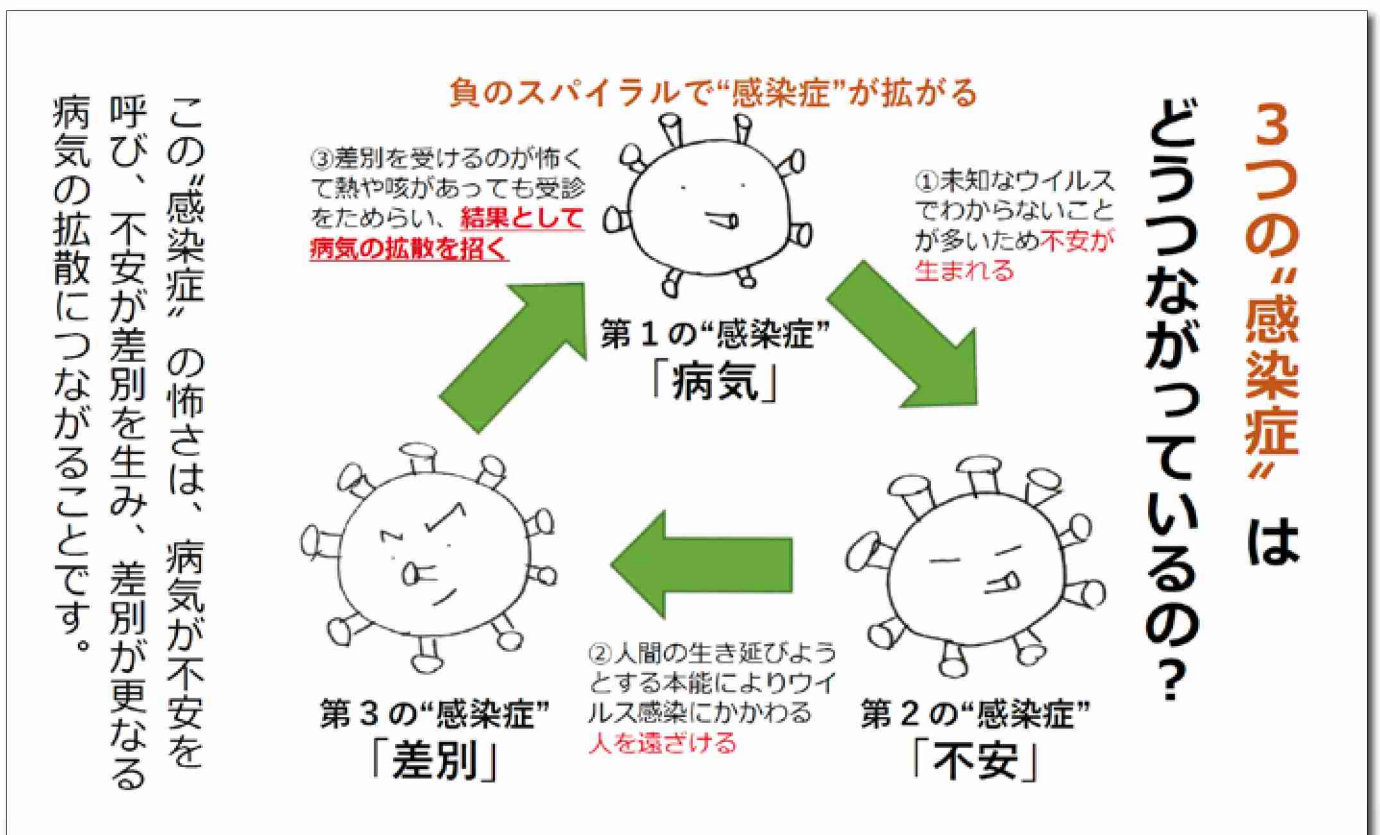 ３つの“感染症”は
どうつながっているの？
負のスパイラルで“感染症”が拡がる
第１の“感染症”
「病気」
①未知なウイルス
でわからないこと
が多いため不安が
生まれる
第２の“感染症”
「不安」
②人間の生き延びよう
とする本能によりウイ
ルス感染にかかわる
人を遠ざける
第３の“感染症”
「差別」
③差別を受けるのが怖く
て熱や咳があっても受診
をためらい、結果として
病気の拡散を招く
この“感染症”の怖さは、病気が不安を
呼び、不安が差別を生み、差別が更なる
病気の拡散につながることです。